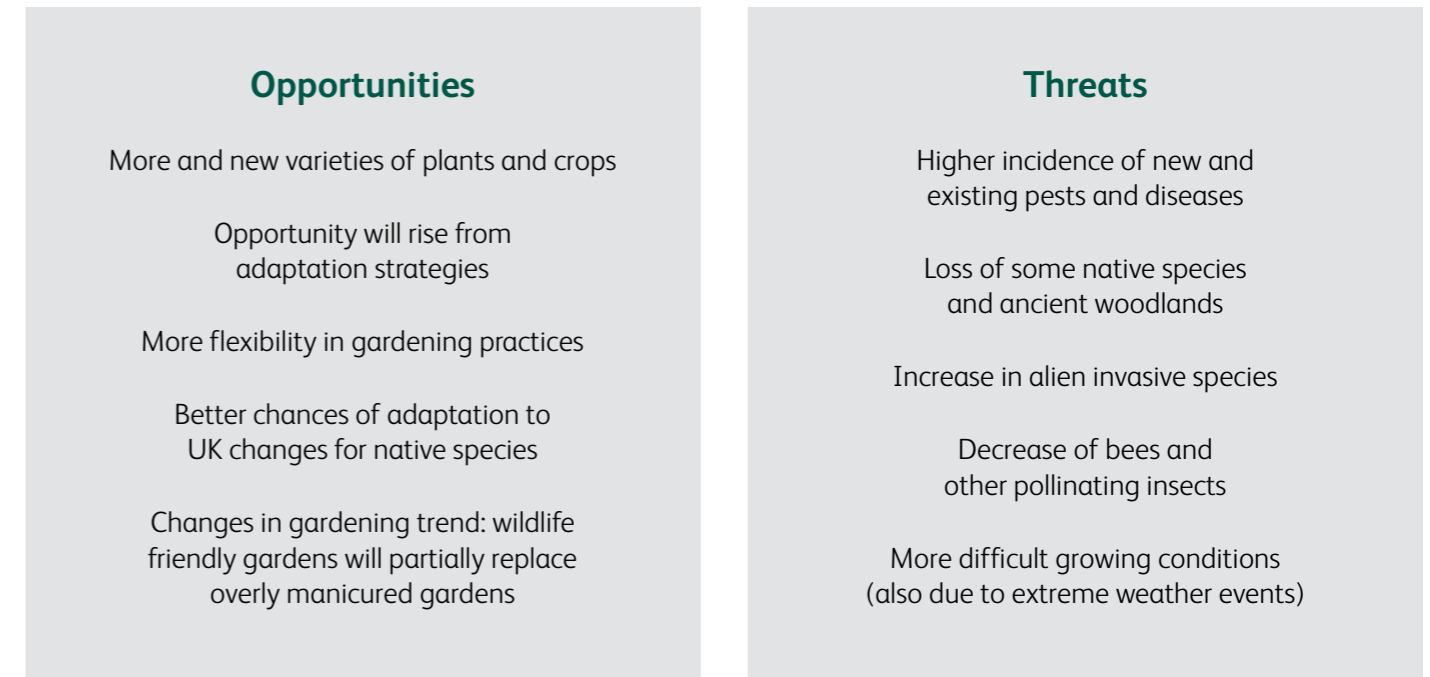 Opportunities
More and new varieties of plants and crops
Opportunity will rise from
adaptation strategies
More flexibility in gardening practices
Better chances of adaptation to
UK changes for native species
Changes in gardening trend: wildlife
friendly gardens will partially replace
overly manicured gardens
Threats
Higher incidence of new and
existing pests and diseases
Loss of some native species
and ancient woodlands
Increase in alien invasive species
Decrease of bees and
other pollinating insects
More difficult growing conditions
(also due to extreme weather events)